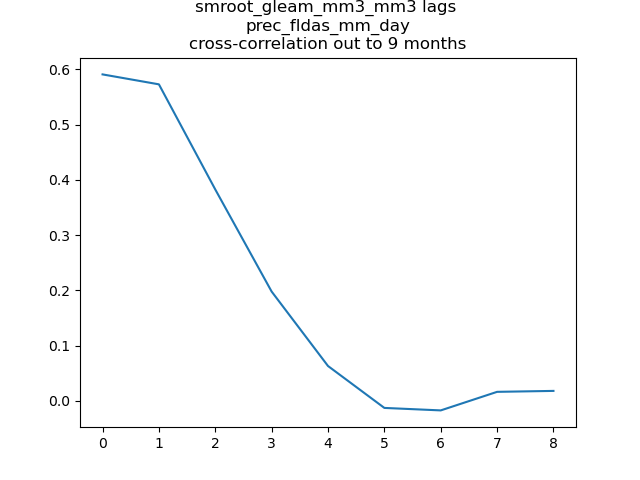 smroot_gleam_mm3_mm3 lags
prec_fldas_mm_day
cross-correlation out to 9 months
0.6
0.5
0.4
0.3
0.2
0.1
0.0
0 1 2 3 4 5 6 7 8